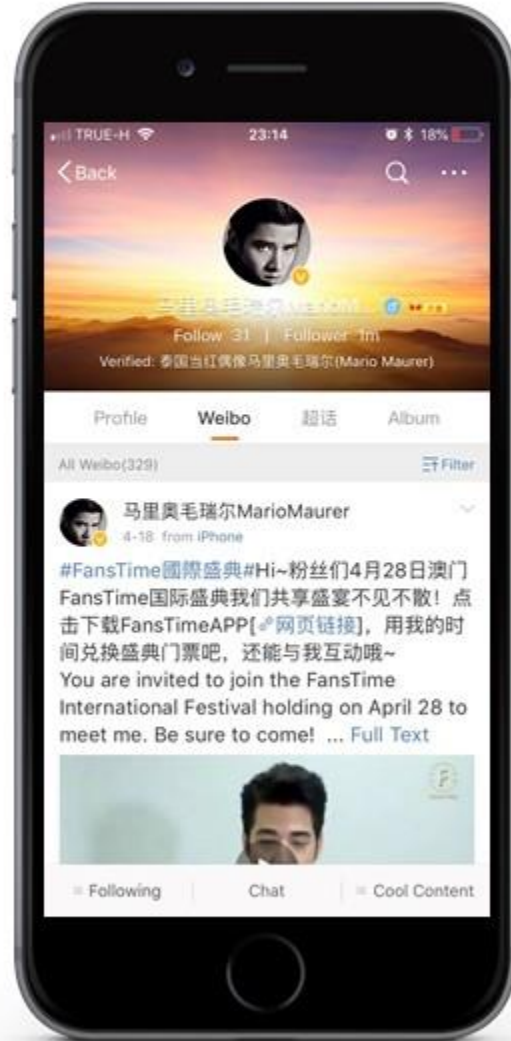 TRUE-H 23:14 18%
Back
Follow 31 | Follower 1m
Verified: 泰国当红偶像马里奥毛瑞尔(Mario Maurer)
Profile Weibo 超话 Album
All Weibo(329) Filter
马里奥毛瑞尔MarioMaurer
4-18 from iPhone
#FansTime國際盛典#Hi~粉丝们4月28日澳门
FansTime国际盛典我们共享盛宴不见不散！点
击下载FansTimeAPP[网页链接]，用我的时
间兑换盛典门票吧，还能与我互动哦~
You are invited to join the FansTime
International Festival holding on April 28 to
meet me. Be sure to come! ... Full Text
Following Chat Cool Content